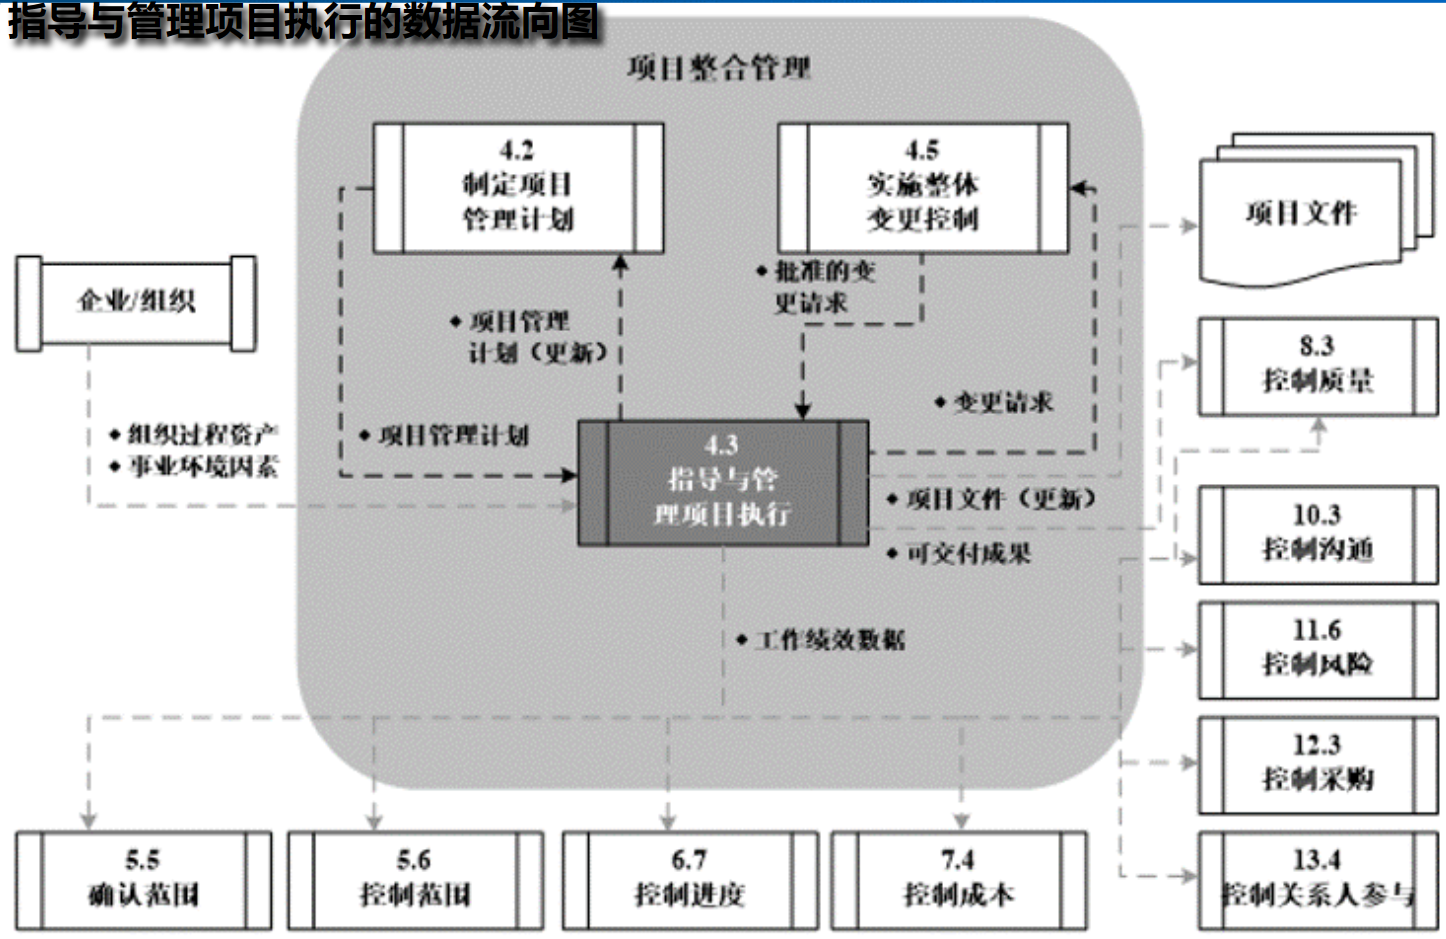 指导与管理项目执行的数据流向图
项目整合管理
4.2
制定项目
管理计划
4.5
实施整体
变更控制
项目文件
企业/组织
◆ 批准的变
更请求
◆ 项目管理
计划（更新）
8.3
控制质量
◆ 变更请求
◆ 组织过程资产
◆ 事业环境因素
◆ 项目管理计划
4.3
指导与管
理项目执行
◆ 项目文件（更新）
◆ 可交付成果
10.3
控制沟通
◆ 工作绩效数据
11.6
控制风险
12.3
控制采购
5.5
确认范围
5.6
控制范围
6.7
控制进度
7.4
控制成本
13.4
控制关系人参与